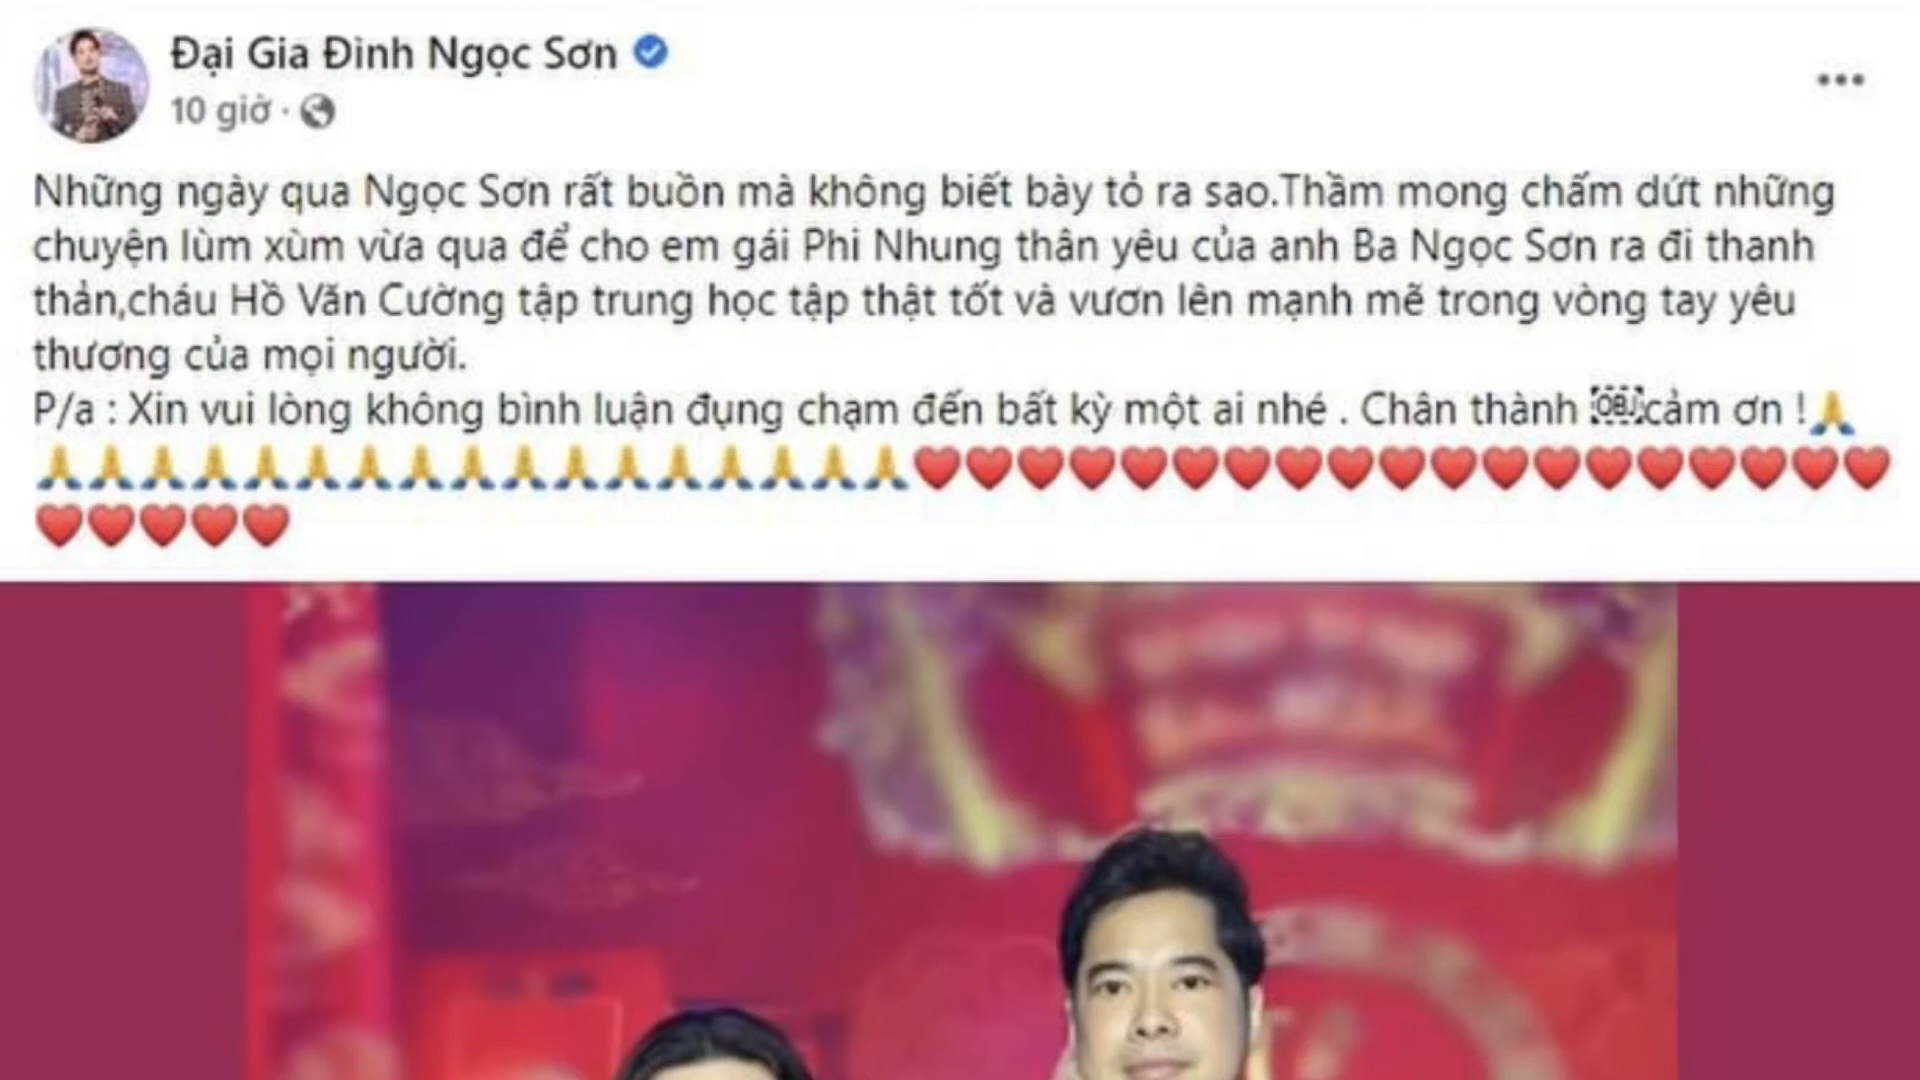 Đại Gia Đình Ngọc Sơn
10 giờ ·
Những ngày qua Ngọc Sơn rất buồn mà không biết bày tỏ ra sao.Thầm mong chấm dứt những
chuyện lùm xùm vừa qua để cho em gái Phi Nhung thân yêu của anh Ba Ngọc Sơn ra đi thanh
thản,cháu Hồ Văn Cường tập trung học tập thật tốt và vươn lên mạnh mẽ trong vòng tay yêu
thương của mọi người.
P/a : Xin vui lòng không bình luận đụng chạm đến bất kỳ một ai nhé . Chân thành ￼cảm ơn !🙏
🙏🙏🙏🙏🙏🙏🙏🙏🙏🙏🙏🙏🙏🙏🙏🙏🙏❤️❤️❤️❤️❤️❤️❤️❤️❤️❤️❤️❤️❤️❤️❤️❤️❤️❤️❤️
❤️❤️❤️❤️❤️